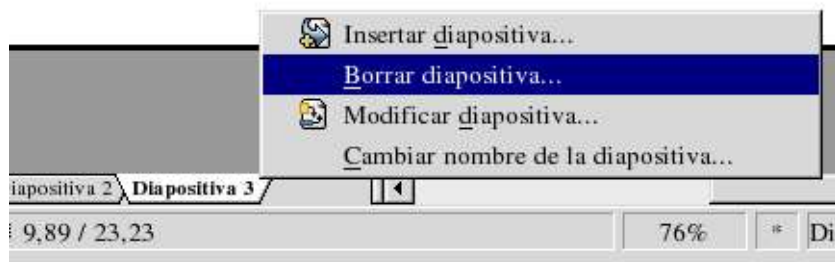 Insertar diapositiva...
Borrar diapositiva...
Modificar diapositiva...
Cambiar nombre de la diapositiva...
iapositiva 2 Diapositiva 3
9,89 / 23,23 76% * Di